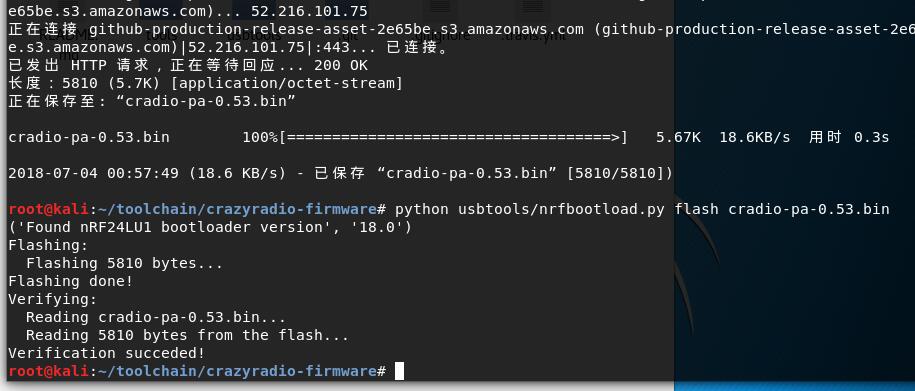 e65be.s3.amazonaws.com)... 52.216.101.75
正在连接 github-production-release-asset-2e65be.s3.amazonaws.com (github-production-release-asset-2e6
e.s3.amazonaws.com)|52.216.101.75|:443... 已连接。
已发出 HTTP 请求，正在等待回应... 200 OK
长度：5810 (5.7K) [application/octet-stream]
正在保存至: “cradio-pa-0.53.bin”
cradio-pa-0.53.bin 100%[====================================>] 5.67K 18.6KB/s 用时 0.3s
2018-07-04 00:57:49 (18.6 KB/s) - 已保存 “cradio-pa-0.53.bin” [5810/5810])
root@kali:~/toolchain/crazyradio-firmware# python usbtools/nrfbootload.py flash cradio-pa-0.53.bin
('Found nRF24LU1 bootloader version', '18.0')
Flashing:
Flashing 5810 bytes...
Flashing done!
Verifying:
Reading cradio-pa-0.53.bin...
Reading 5810 bytes from the flash...
Verification succeded!
root@kali:~/toolchain/crazyradio-firmware#